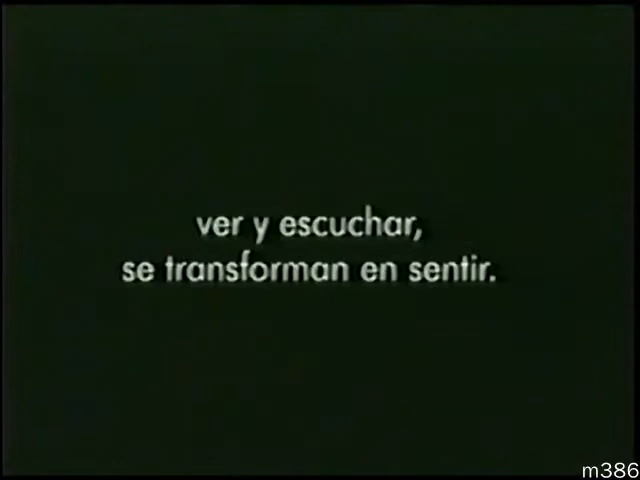 ver y escuchar,
se transforman en sentir.
m386